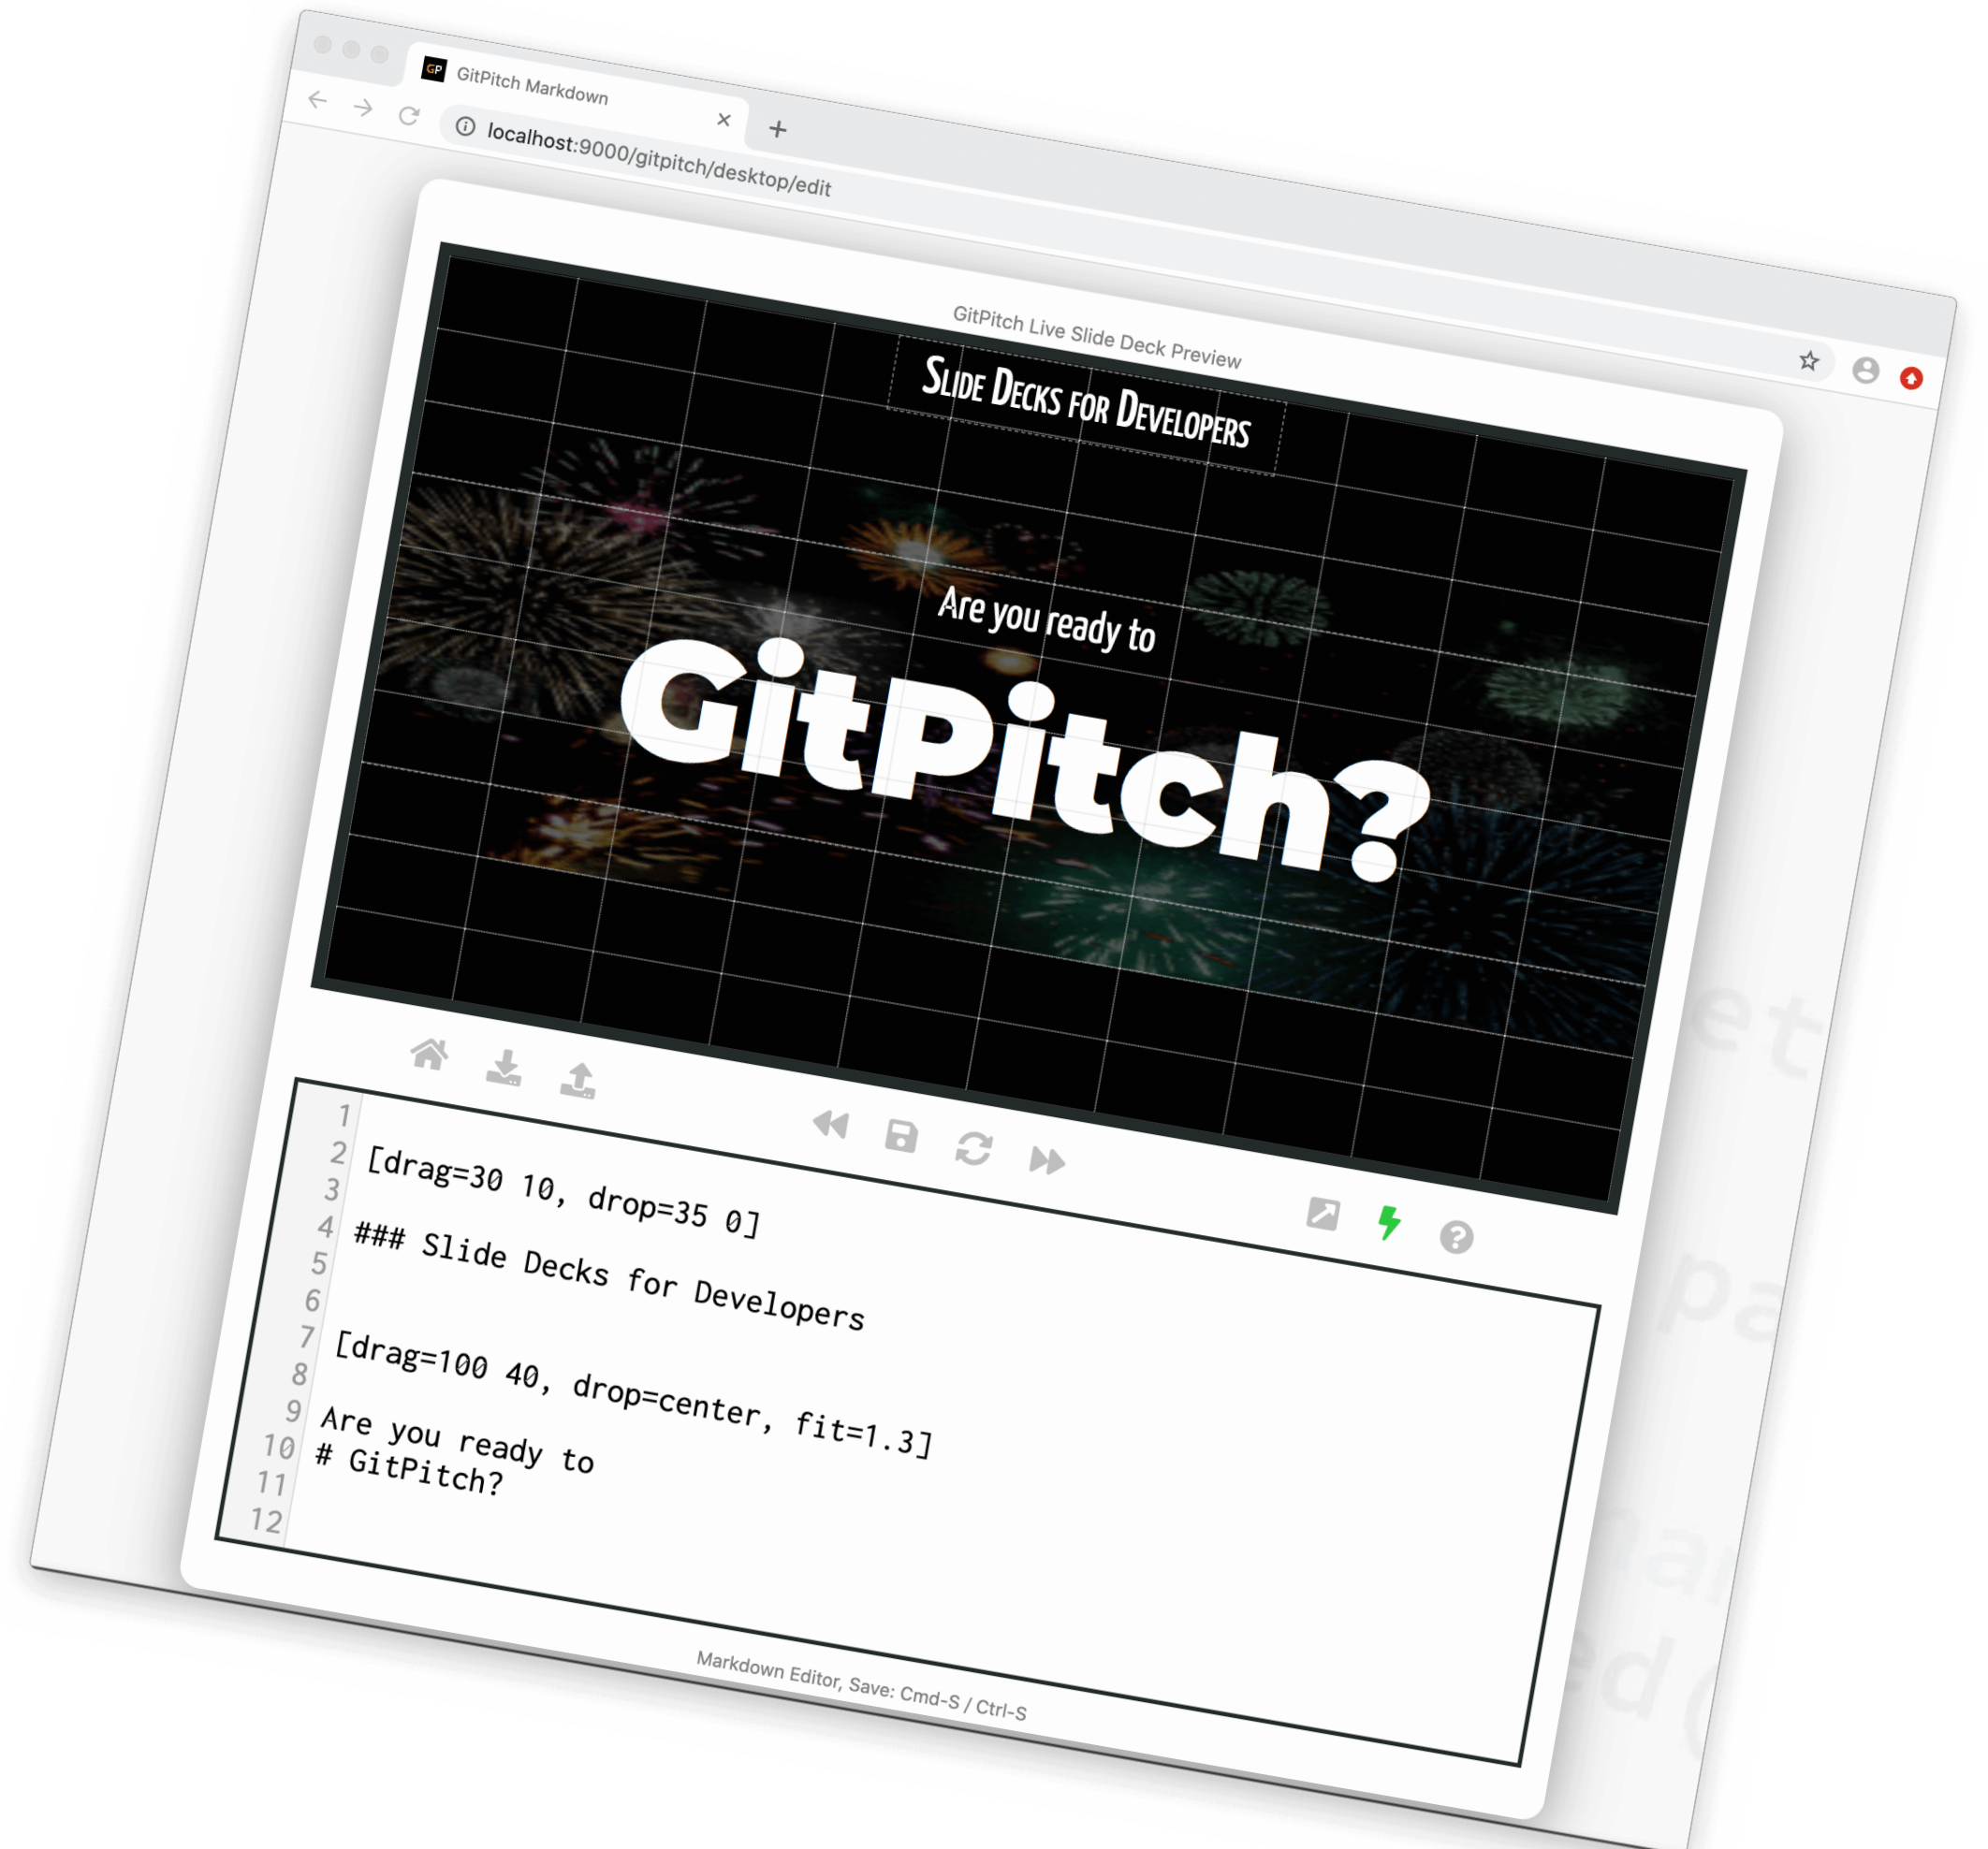 GP GitPitch Markdown
localhost:9000/gitpitch/desktop/edit
GitPitch Live Slide Deck Preview
Slide Decks for Developers
Are you ready to
GitPitch?
1
2 [drag=30 10, drop=35 0]
3
4 ### Slide Decks for Developers
5
6
7 [drag=100 40, drop=center, fit=1.3]
8
9 Are you ready to
10 # GitPitch?
11
12
Markdown Editor, Save: Cmd-S / Ctrl-S